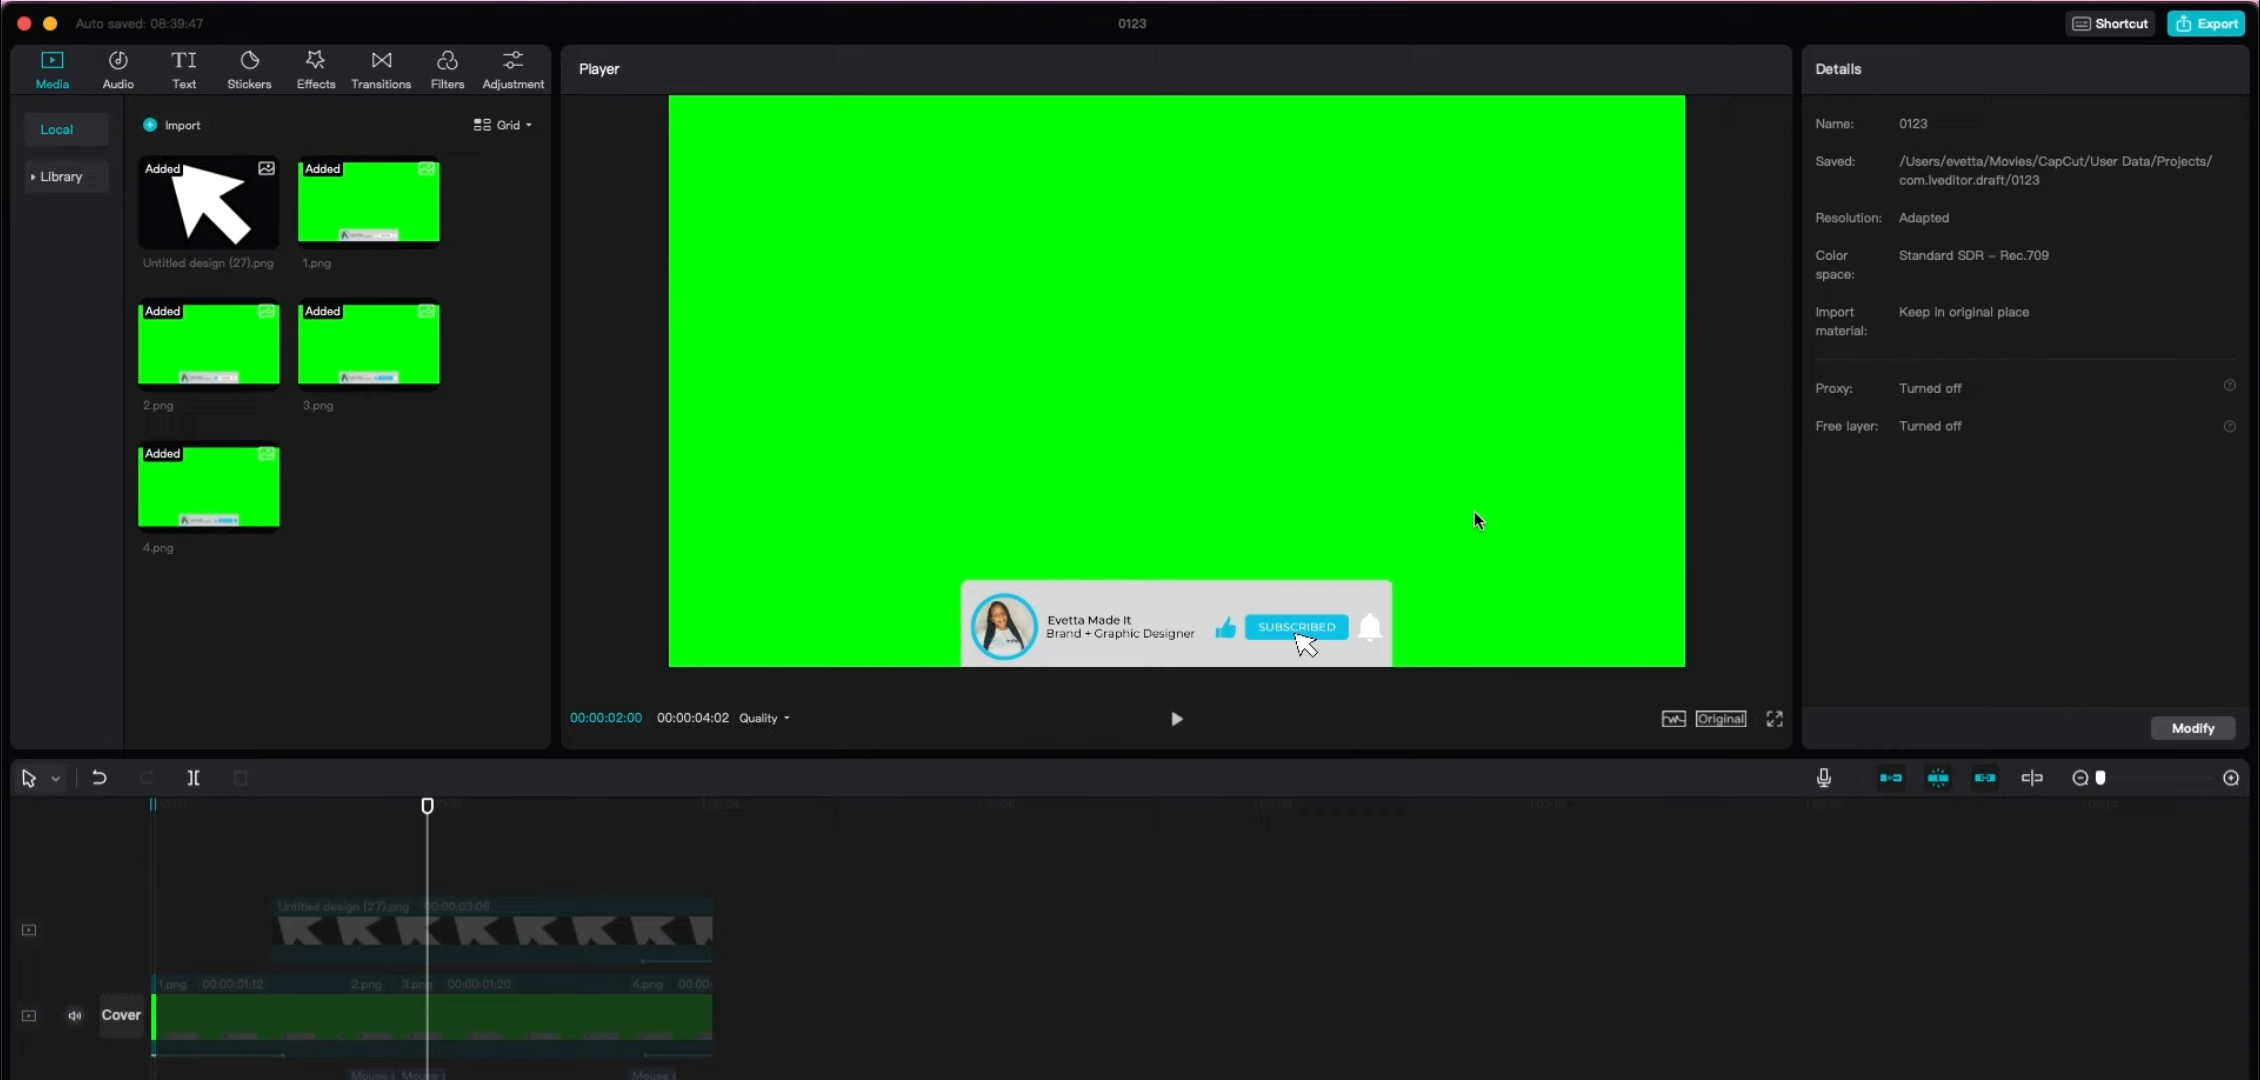 Auto saved: 08:39:47
0123
Shortcut
Export
Media
Audio
TI
Text
Stickers
Effects
Transitions
Filters
Adjustment
Player
Details
Local
Library
Import
Grid
Added
Untitled design (27).png
Added
1.png
Added
2.png
Added
3.png
Added
4.png
Evetta Made It
Brand + Graphic Designer
SUBSCRIBED
00:00:02:00
00:00:04:02
Quality
Original
Name: 0123
Saved: /Users/evetta/Movies/CapCut/User Data/Projects/
com.lveditor.draft/0123
Resolution: Adapted
Color space: Standard SDR – Rec.709
Import material: Keep in original place
Proxy: Turned off
Free layer: Turned off
Modify
Untitled design (27).png 00:00:03:08
1.png 00:00:01:12
2.png
3.png 00:00:01:20
4.png 00:00
Cover
Mouse
Mouse
Mouse